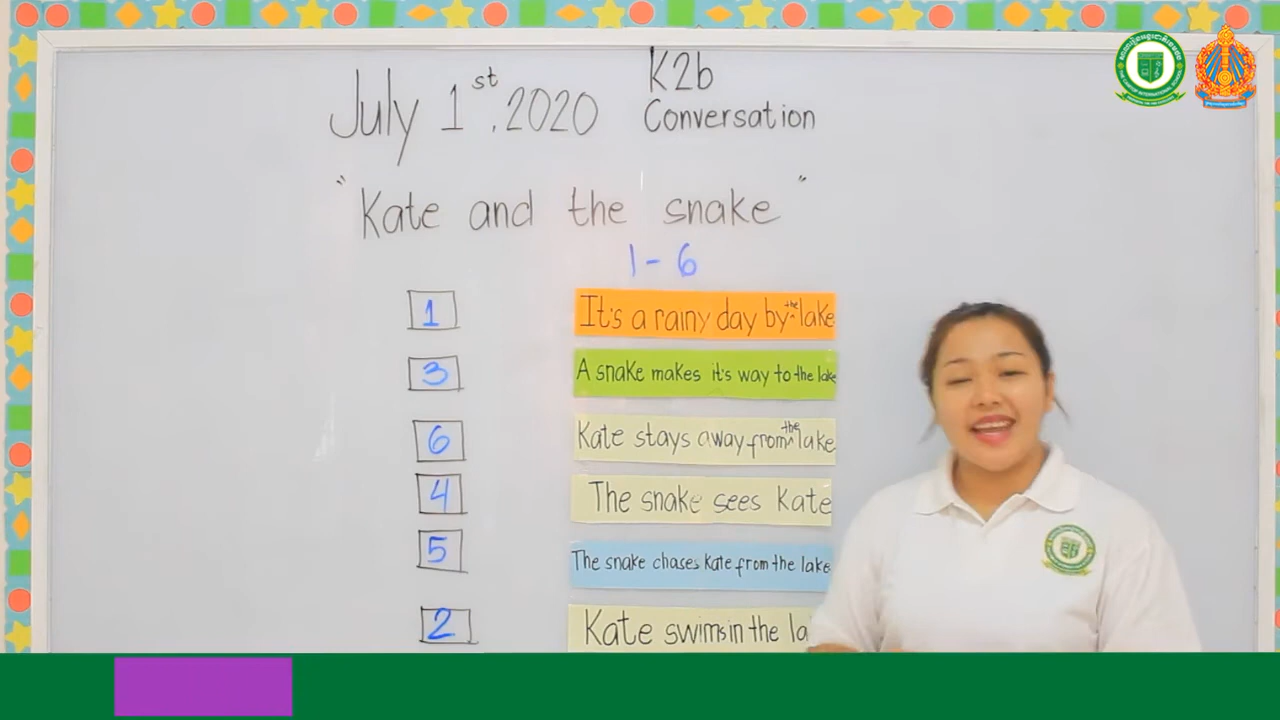 July 1st, 2020
K2b
Conversation
"Kate and the snake"
1-6
1 It's a rainy day by the lake
3 A snake makes it's way to the lake
6 Kate stays away from the lake
4 The snake sees Kate
5 The snake chases Kate from the lake
2 Kate swims in the